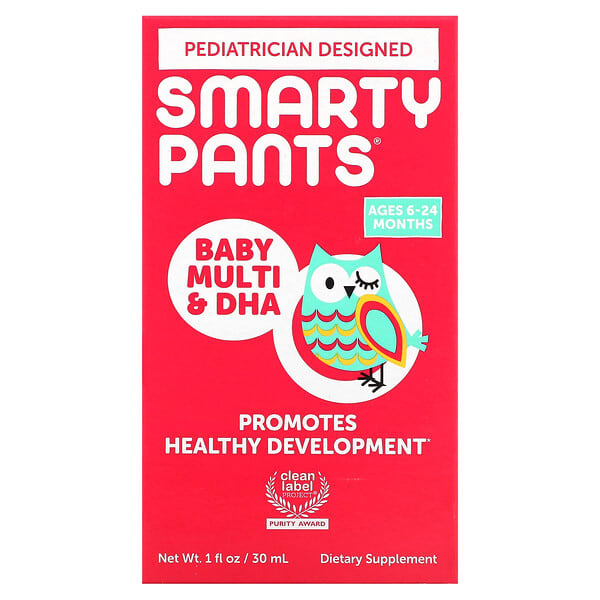 PEDIATRICIAN DESIGNED
SMARTY
PANTS®
AGES 6-24
MONTHS
BABY
MULTI
& DHA
PROMOTES
HEALTHY DEVELOPMENT*
clean
label
PROJECT®
PURITY AWARD
Net Wt. 1 fl oz / 30 mL
Dietary Supplement